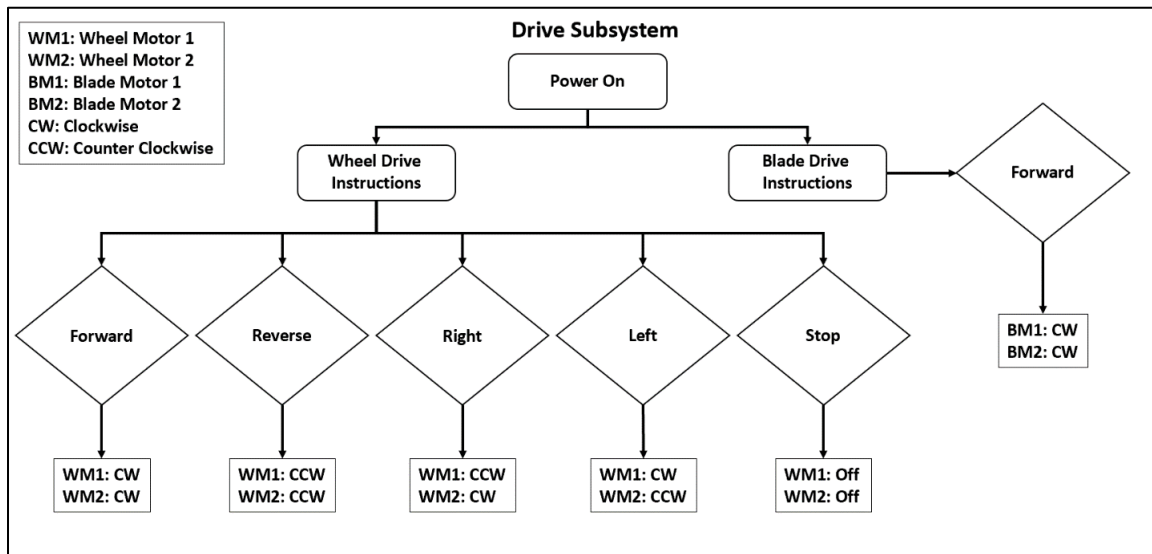 Drive Subsystem
WM1: Wheel Motor 1
WM2: Wheel Motor 2
BM1: Blade Motor 1
BM2: Blade Motor 2
CW: Clockwise
CCW: Counter Clockwise
Power On
Wheel Drive
Instructions
Blade Drive
Instructions
Forward
BM1: CW
BM2: CW
Forward
Reverse
Right
Left
Stop
WM1: CW
WM2: CW
WM1: CCW
WM2: CCW
WM1: CCW
WM2: CW
WM1: CW
WM2: CCW
WM1: Off
WM2: Off